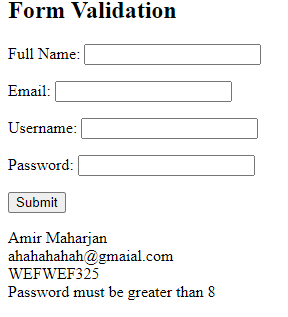 Form Validation
Full Name:
Email:
Username:
Password:
Submit
Amir Maharjan
ahahahahah@gmaial.com
WEFWEF325
Password must be greater than 8